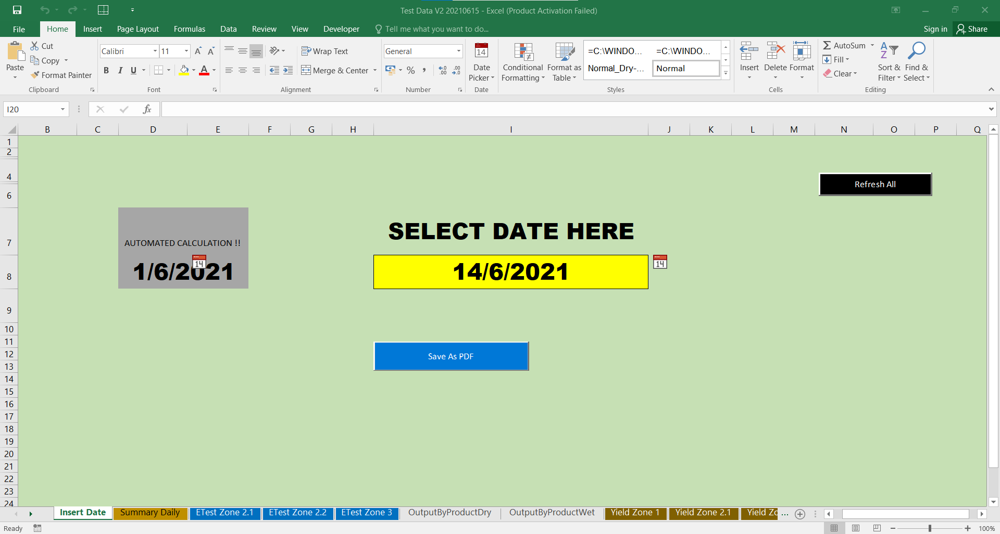 Test Data V2 20210615 - Excel (Product Activation Failed)
File Home Insert Page Layout Formulas Data Review View Developer Tell me what you want to do... Sign in Share
Paste
Cut
Copy
Format Painter
Clipboard
Calibri 11
B I U
Font
Wrap Text
Merge & Center
Alignment
General
% ,
Number
14
Date Picker
Date
Conditional Formatting
Format as Table
=C:\WINDO... =C:\WINDO...
Normal_Dry-... Normal
Styles
Insert Delete Format
Cells
AutoSum
Fill
Clear
Sort & Filter
Find & Select
Editing
I20
fx
B C D E F G H I J K L M N O P Q
1
2
4
Refresh All
6
7
AUTOMATED CALCULATION !!
SELECT DATE HERE
8
1/6/2021
14
14/6/2021
14
9
10
11
12
Save As PDF
13
14
15
16
17
18
19
20
21
22
23
24
Insert Date Summary Daily ETest Zone 2.1 ETest Zone 2.2 ETest Zone 3 OutputByProductDry OutputByProductWet Yield Zone 1 Yield Zone 2.1 Yield Zo ...
Ready
100%